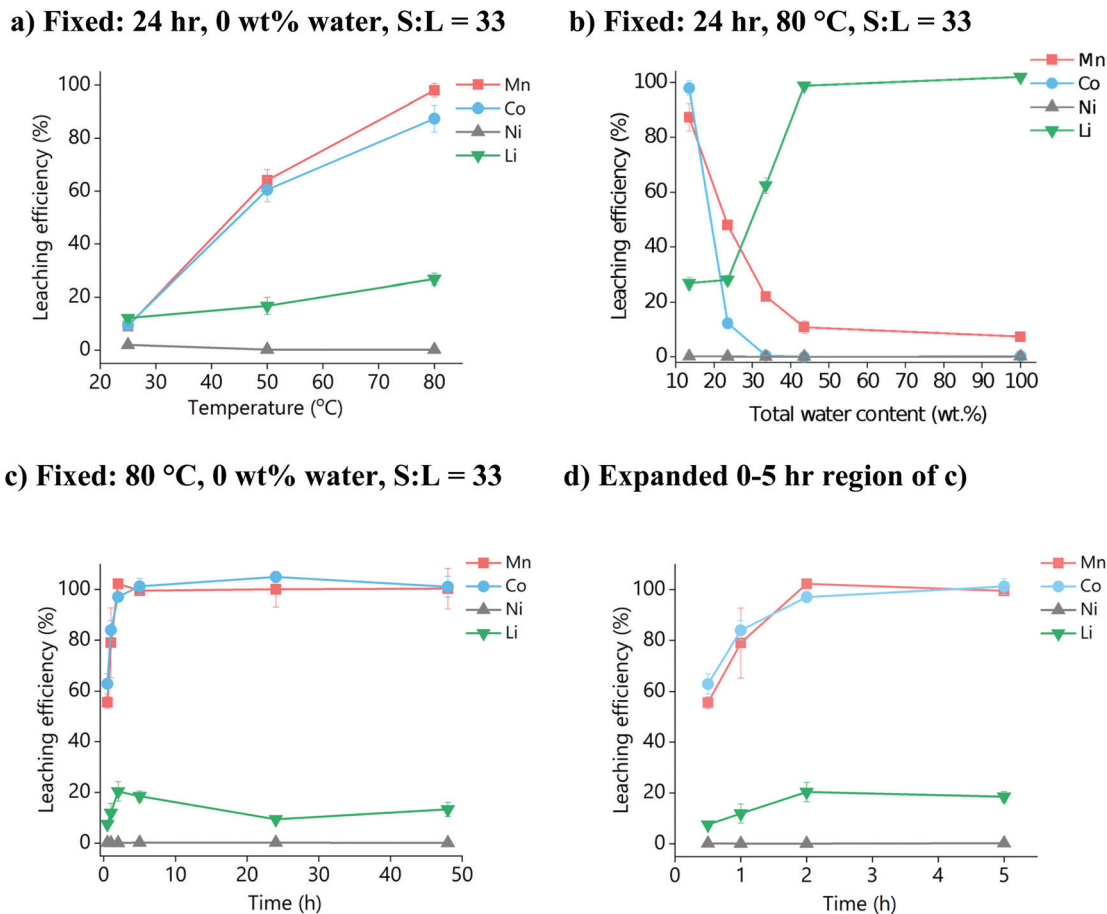 a) Fixed: 24 hr, 0 wt% water, S:L = 33
Mn
Co
Ni
Li
100
80
60
40
20
0
Leaching efficiency (%)
20 30 40 50 60 70 80
Temperature (°C)
b) Fixed: 24 hr, 80 °C, S:L = 33
Mn
Co
Ni
Li
100
80
60
40
20
0
Leaching efficiency (%)
10 20 30 40 50 60 70 80 90 100
Total water content (wt.%)
c) Fixed: 80 °C, 0 wt% water, S:L = 33
Mn
Co
Ni
Li
100
80
60
40
20
0
Leaching efficiency (%)
0 10 20 30 40 50
Time (h)
d) Expanded 0-5 hr region of c)
Mn
Co
Ni
Li
100
80
60
40
20
0
Leaching efficiency (%)
0 1 2 3 4 5
Time (h)